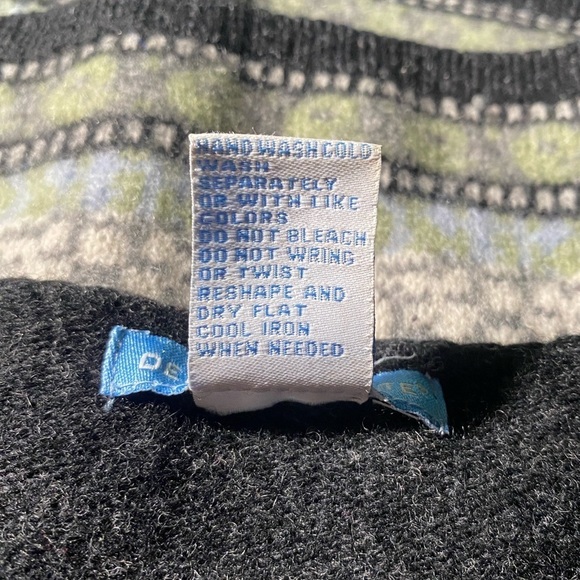 HAND WASH COLD
WASH
SEPARATELY
OR WITH LIKE
COLORS
DO NOT BLEACH
DO NOT WRING
OR TWIST
RESHAPE AND
DRY FLAT
COOL IRON
WHEN NEEDED